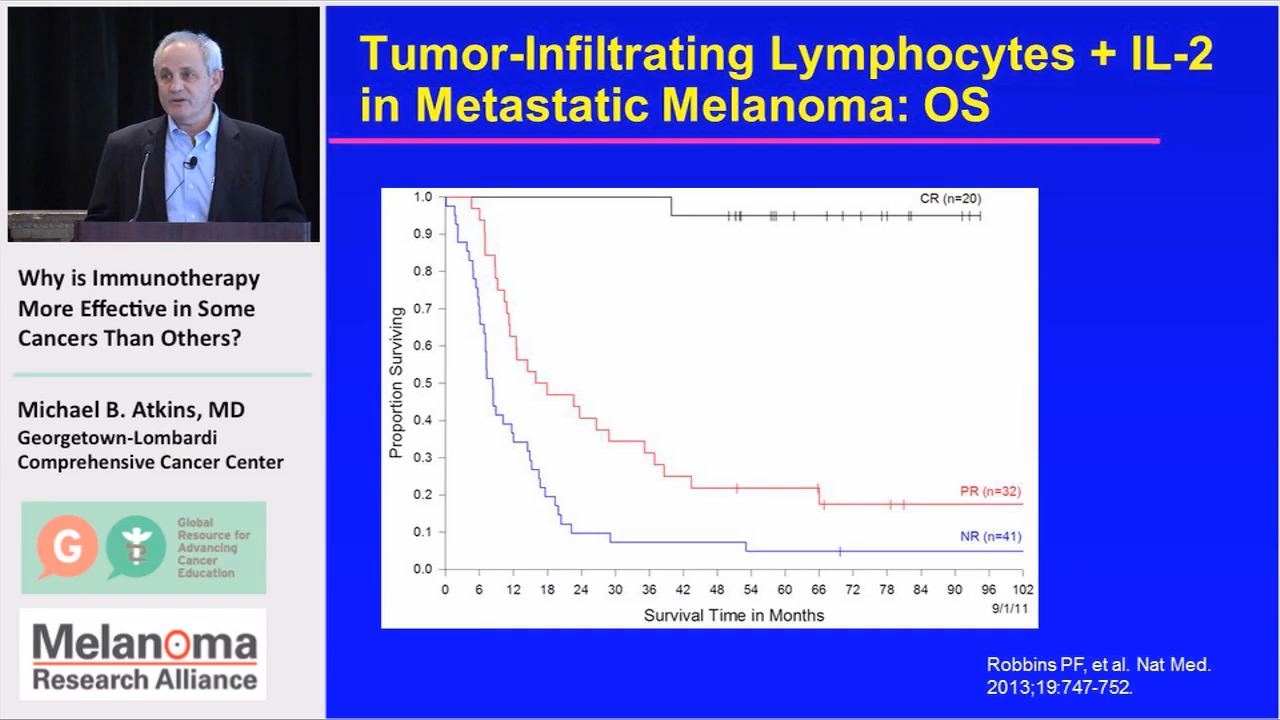 Tumor-Infiltrating Lymphocytes + IL-2
in Metastatic Melanoma: OS
Why is Immunotherapy
More Effective in Some
Cancers Than Others?
Michael B. Atkins, MD
Georgetown-Lombardi
Comprehensive Cancer Center
G
Global
Resource for
Advancing
Cancer
Education
Melanoma
Research Alliance
Proportion Surviving
1.0
0.9
0.8
0.7
0.6
0.5
0.4
0.3
0.2
0.1
0.0
CR (n=20)
PR (n=32)
NR (n=41)
0 6 12 18 24 30 36 42 48 54 60 66 72 78 84 90 96 102
Survival Time in Months
9/1/11
Robbins PF, et al. Nat Med.
2013;19:747-752.